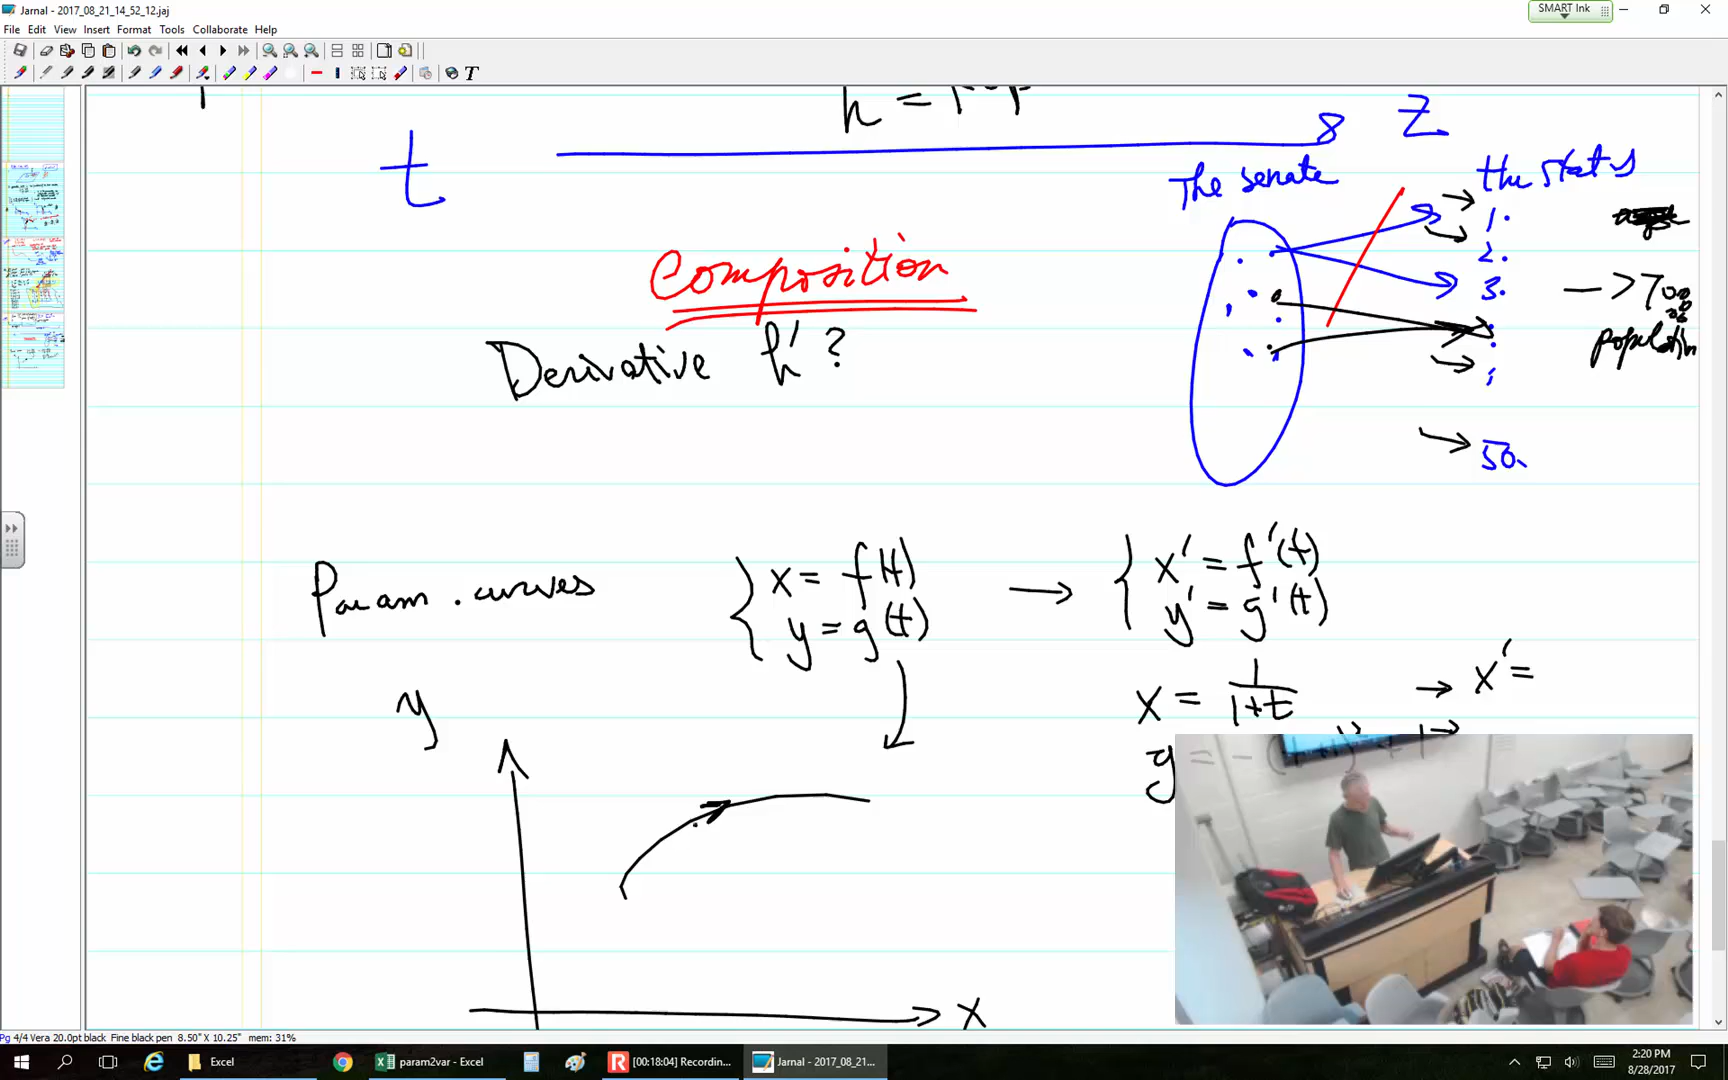 Jarnal - 2017_08_21_14_52_12.jaj
SMART Ink
File Edit View Insert Format Tools Collaborate Help
h =
t
8
Z
The senate
the states
1.
2.
3.
50.
-> 700
population
Composition
Derivative h' ?
Param. curves
x = f(t)
y = g(t)
→
x' = f'(t)
y' = g'(t)
x = 1/(1+t) → x' =
y
y
x
Pg 4/4 Vera 20.0pt black Fine black pen 8.50" X 10.25" mem: 31%
Excel
param2var - Excel
[00:18:04] Recordin...
Jarnal - 2017_08_21...
2:20 PM
8/28/2017